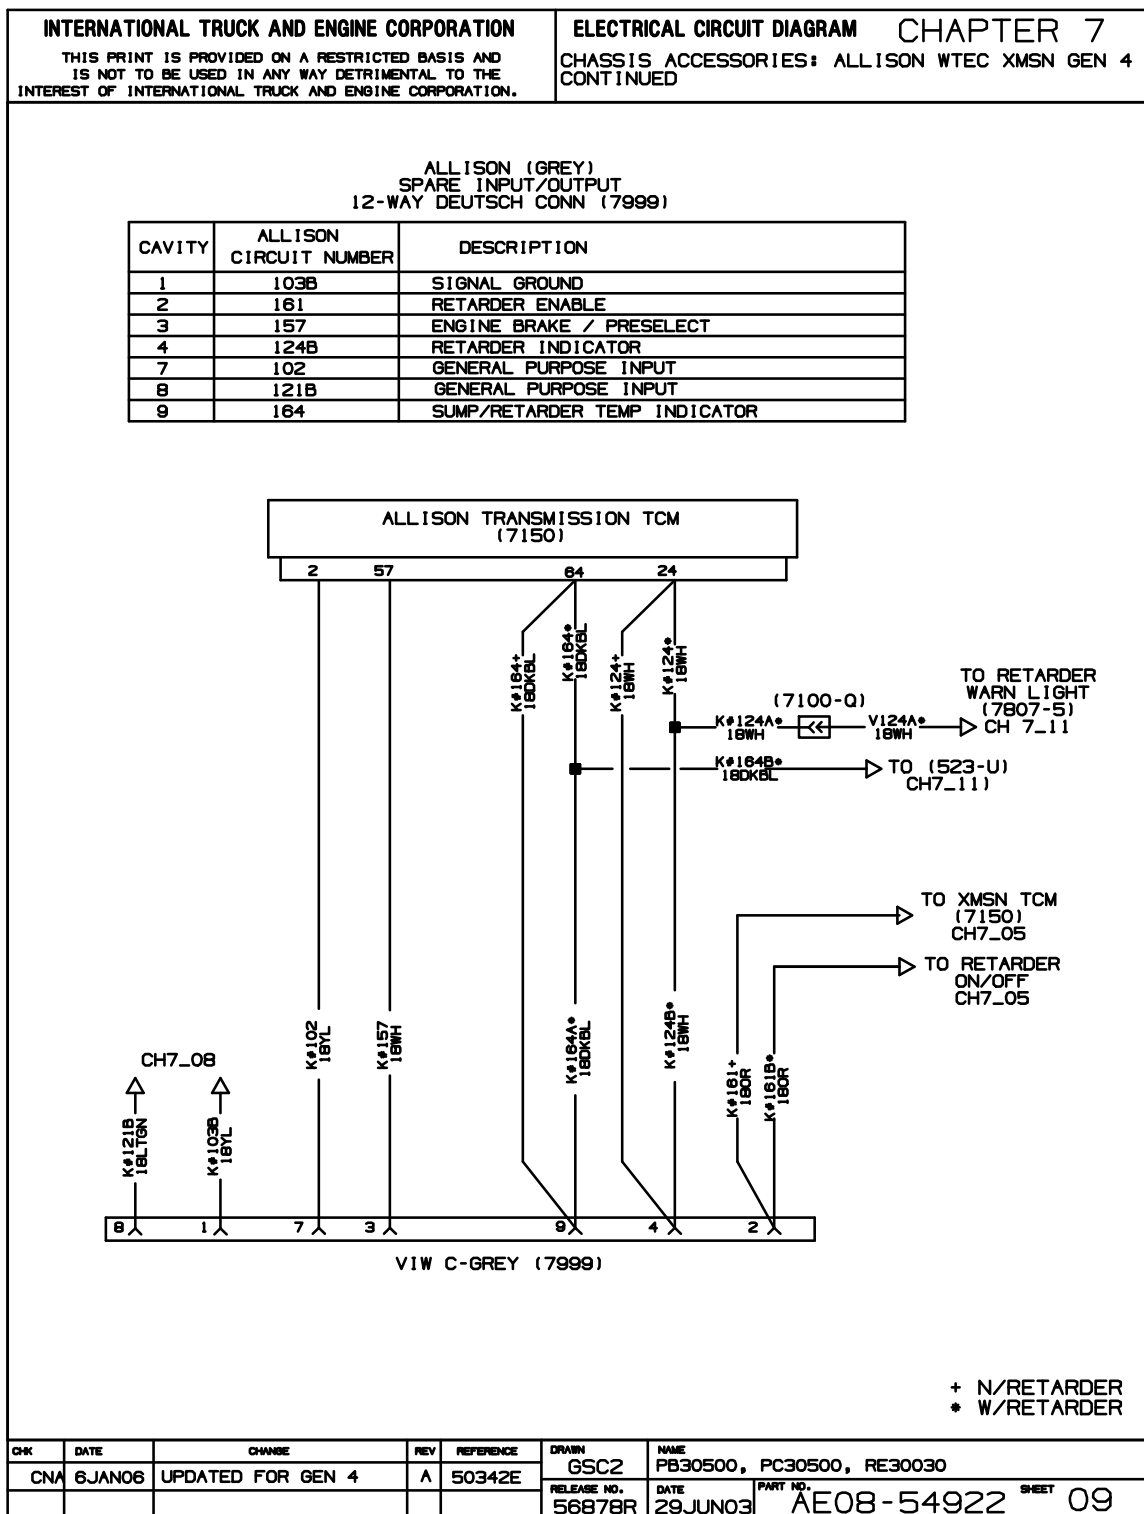 INTERNATIONAL TRUCK AND ENGINE CORPORATION
THIS PRINT IS PROVIDED ON A RESTRICTED BASIS AND
IS NOT TO BE USED IN ANY WAY DETRIMENTAL TO THE
INTEREST OF INTERNATIONAL TRUCK AND ENGINE CORPORATION.
ELECTRICAL CIRCUIT DIAGRAM CHAPTER 7
CHASSIS ACCESSORIES: ALLISON WTEC XMSN GEN 4
CONTINUED
ALLISON (GREY)
SPARE INPUT/OUTPUT
12-WAY DEUTSCH CONN (7999)
CAVITY ALLISON CIRCUIT NUMBER DESCRIPTION
1 103B SIGNAL GROUND
2 161 RETARDER ENABLE
3 157 ENGINE BRAKE / PRESELECT
4 124B RETARDER INDICATOR
7 102 GENERAL PURPOSE INPUT
8 121B GENERAL PURPOSE INPUT
9 164 SUMP/RETARDER TEMP INDICATOR
ALLISON TRANSMISSION TCM
(7150)
2 57 64 24
K#164+
18DKBL
K#164*
18DKBL
K#124+
18WH
K#124*
18WH
(7100-Q)
K#124A*
18WH
V124A*
18WH
TO RETARDER
WARN LIGHT
(7807-5)
CH 7_11
K#164B*
18DKBL
TO (523-U)
CH7_11)
TO XMSN TCM
(7150)
CH7_05
TO RETARDER
ON/OFF
CH7_05
CH7_08
K#121B
18LTGN
K#103B
18YL
K#102
18YL
K#157
18WH
K#164A*
18DKBL
K#124B*
18WH
K#161+
18OR
K#161B*
18OR
8 1 7 3 9 4 2
VIW C-GREY (7999)
+ N/RETARDER
* W/RETARDER
CHK DATE CHANGE REV REFERENCE
CNA 6JAN06 UPDATED FOR GEN 4 A 50342E
DRAWN
GSC2
NAME
PB30500, PC30500, RE30030
RELEASE NO.
56878R
DATE
29JUN03
PART NO.
AE08-54922
SHEET 09